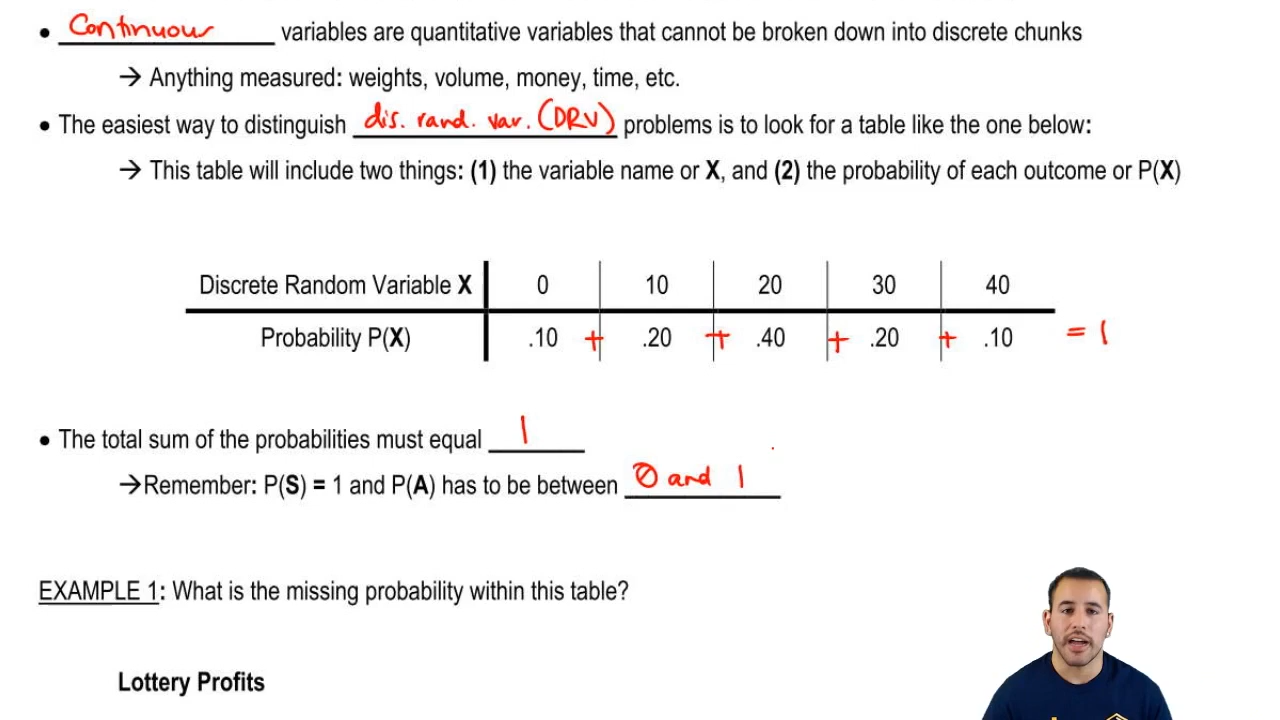 • Continuous variables are quantitative variables that cannot be broken down into discrete chunks
→ Anything measured: weights, volume, money, time, etc.
• The easiest way to distinguish dis. rand. var. (DRV) problems is to look for a table like the one below:
→ This table will include two things: (1) the variable name or X, and (2) the probability of each outcome or P(X)
Discrete Random Variable X 0 10 20 30 40
Probability P(X) .10 + .20 + .40 + .20 + .10 = 1
• The total sum of the probabilities must equal 1
→Remember: P(S) = 1 and P(A) has to be between 0 and 1
EXAMPLE 1: What is the missing probability within this table?
Lottery Profits